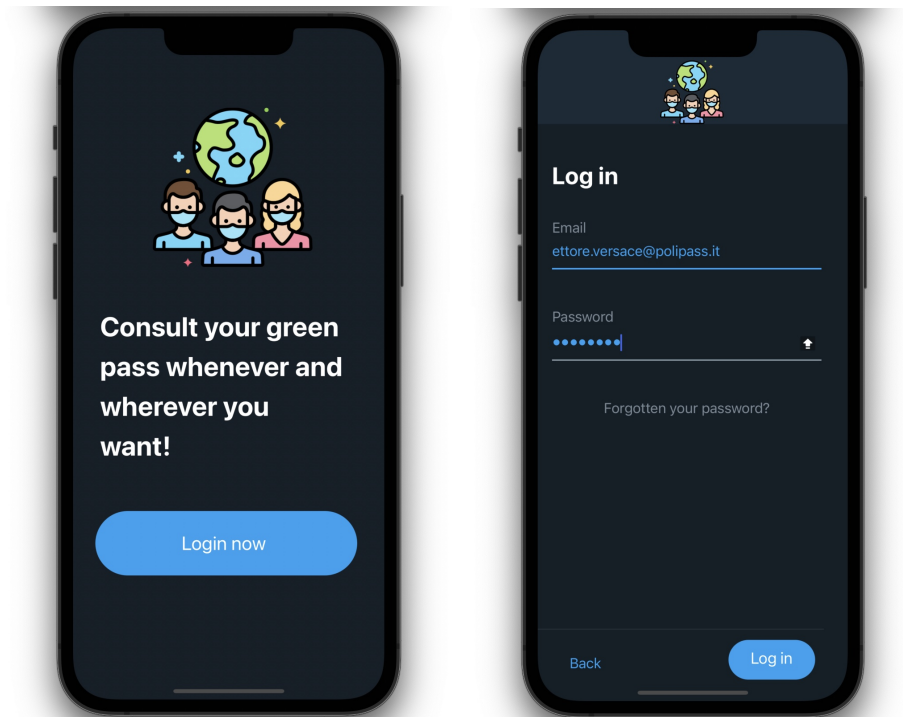 Consult your green
pass whenever and
wherever you
want!
Login now
Log in
Email
ettore.versace@polipass.it
Password
••••••••
Forgotten your password?
Back
Log in